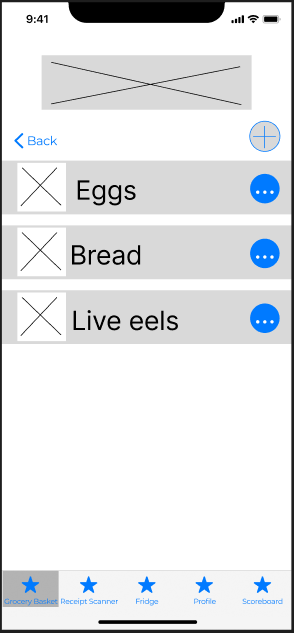 9:41
Back
Eggs
Bread
Live eels
Grocery Basket Receipt Scanner Fridge Profile Scoreboard